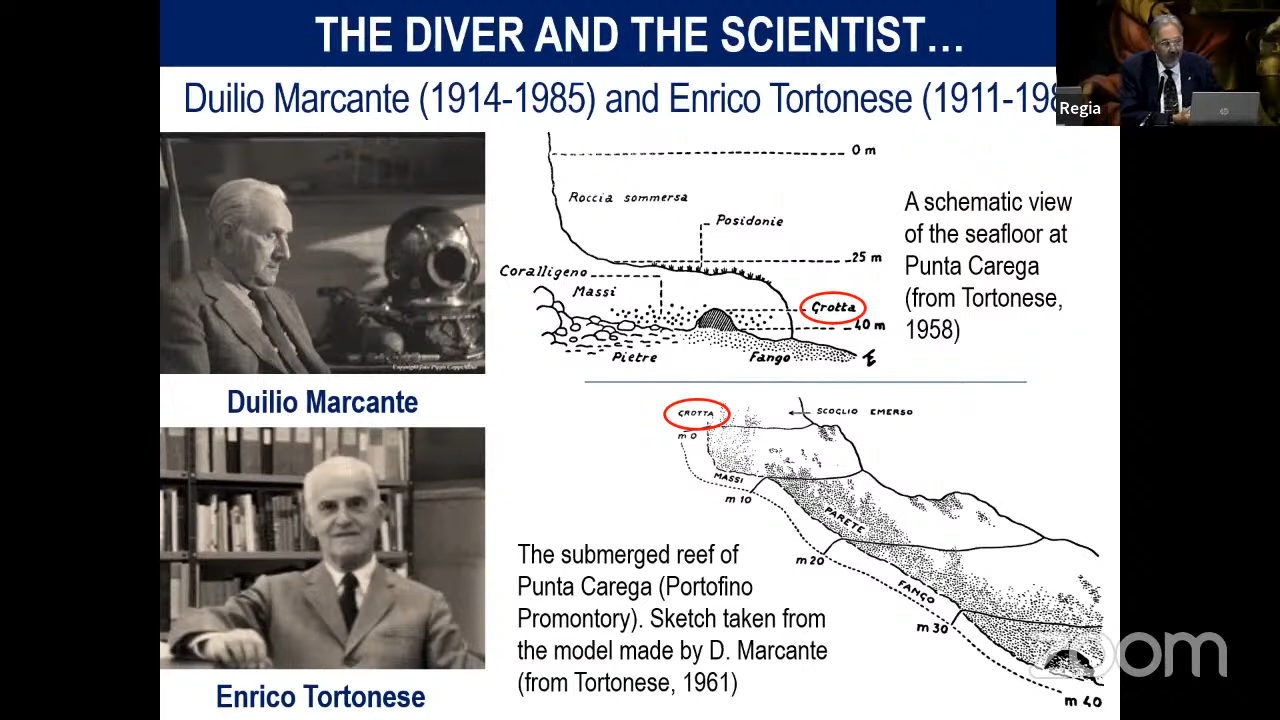 THE DIVER AND THE SCIENTIST...
Duilio Marcante (1914-1985) and Enrico Tortonese (1911-198
Regia
hp
Duilio Marcante
Enrico Tortonese
0 m
Roccia sommersa
Posidonie
25 m
Coralligeno
Massi
Grotta
40 m
Pietre
Fango
A schematic view
of the seafloor at
Punta Carega
(from Tortonese,
1958)
GROTTA
SCOGLIO EMERSO
m 0
MASSI
m 10
PARETE
m 20
FANGO
m 30
m 40
The submerged reef of
Punta Carega (Portofino
Promontory). Sketch taken from
the model made by D. Marcante
(from Tortonese, 1961)
zoom